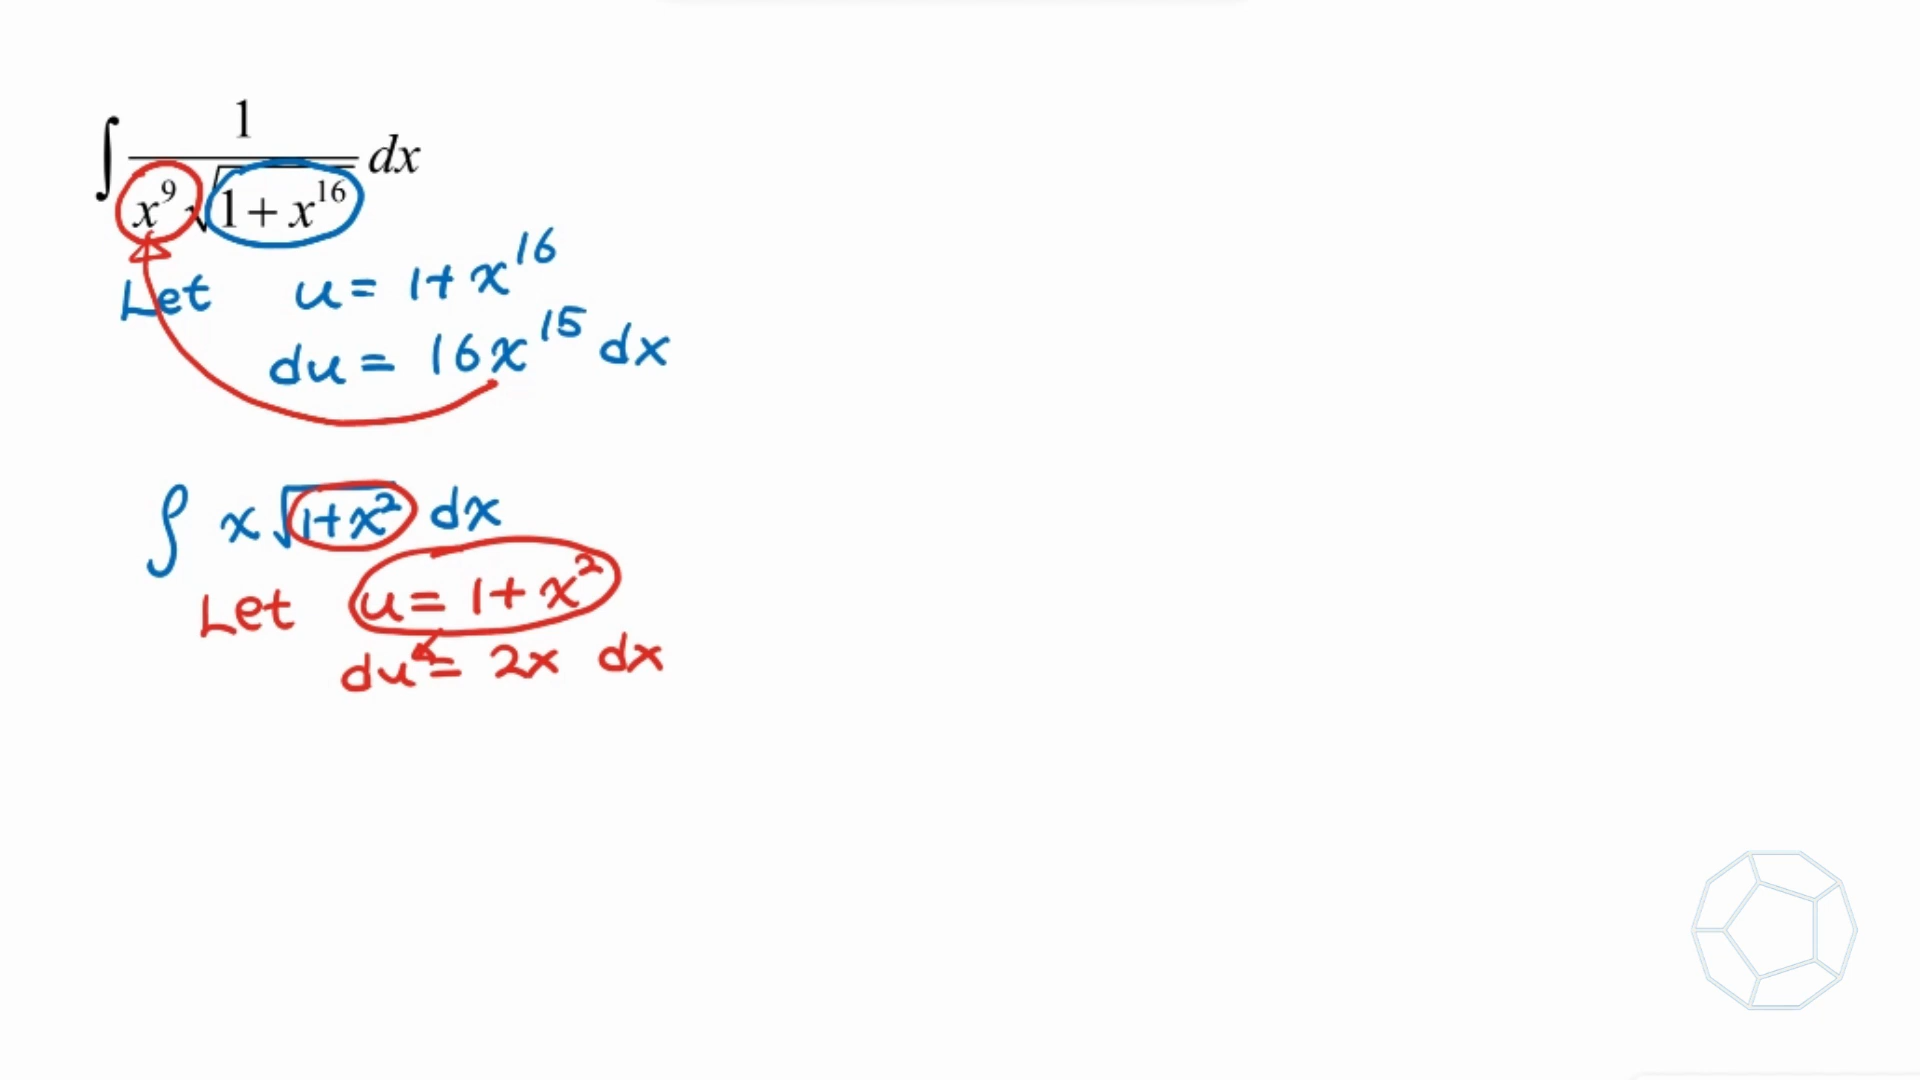 ∫ 1/(x⁹√(1+x¹⁶)) dx
Let u = 1+x¹⁶
du = 16x¹⁵ dx
∫ x√(1+x²) dx
Let u = 1+x²
du = 2x dx